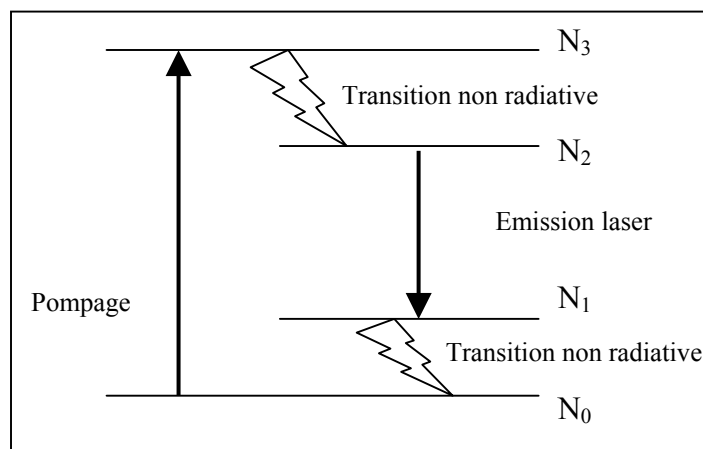 N₃
Transition non radiative
N₂
Emission laser
N₁
Pompage
Transition non radiative
N₀